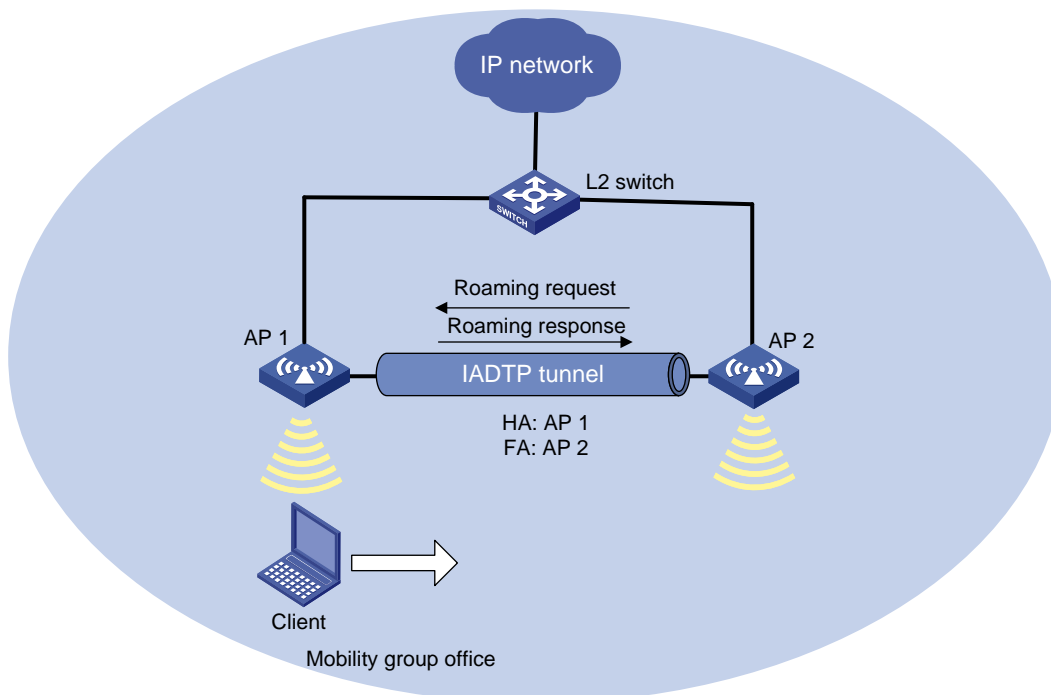 IP network
L2 switch
SWITCH
Roaming request
Roaming response
AP 1
AP 2
IADTP tunnel
HA: AP 1
FA: AP 2
Client
Mobility group office